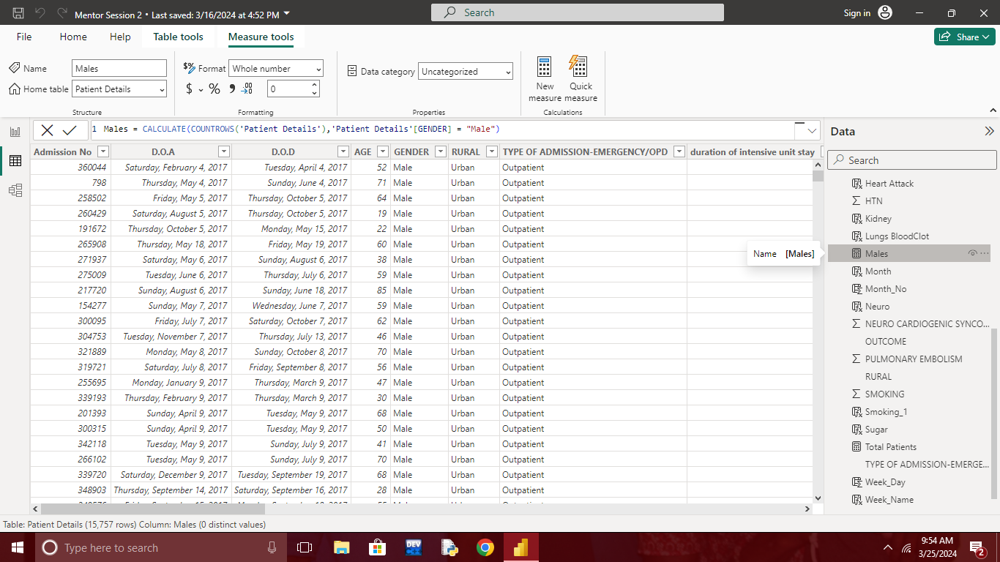 Mentor Session 2 • Last saved: 3/16/2024 at 4:52 PM
Search
Sign in
File Home Help Table tools Measure tools
Share
Name Males
Home table Patient Details
Structure
Format Whole number
$ % 9 .00 0
Formatting
Data category Uncategorized
Properties
New measure
Quick measure
Calculations
1 Males = CALCULATE(COUNTROWS('Patient Details'),'Patient Details'[GENDER] = "Male")
Admission No D.O.A D.O.D AGE GENDER RURAL TYPE OF ADMISSION-EMERGENCY/OPD duration of intensive unit stay
360044 Saturday, February 4, 2017 Tuesday, April 4, 2017 52 Male Urban Outpatient
798 Thursday, May 4, 2017 Sunday, June 4, 2017 71 Male Urban Outpatient
258502 Friday, May 5, 2017 Thursday, October 5, 2017 64 Male Urban Outpatient
260429 Saturday, August 5, 2017 Thursday, October 5, 2017 19 Male Urban Outpatient
191672 Thursday, October 5, 2017 Monday, May 15, 2017 22 Male Urban Outpatient
265908 Thursday, May 18, 2017 Friday, May 19, 2017 60 Male Urban Outpatient
271937 Saturday, May 6, 2017 Sunday, August 6, 2017 38 Male Urban Outpatient
275009 Tuesday, June 6, 2017 Thursday, July 6, 2017 59 Male Urban Outpatient
217720 Sunday, August 6, 2017 Sunday, June 18, 2017 85 Male Urban Outpatient
154277 Sunday, May 7, 2017 Wednesday, June 7, 2017 59 Male Urban Outpatient
300095 Friday, July 7, 2017 Saturday, October 7, 2017 62 Male Urban Outpatient
304753 Tuesday, November 7, 2017 Thursday, July 13, 2017 46 Male Urban Outpatient
321889 Monday, May 8, 2017 Sunday, October 8, 2017 70 Male Urban Outpatient
319721 Saturday, July 8, 2017 Friday, September 8, 2017 56 Male Urban Outpatient
255695 Monday, January 9, 2017 Thursday, March 9, 2017 47 Male Urban Outpatient
339193 Thursday, February 9, 2017 Thursday, March 9, 2017 30 Male Urban Outpatient
201393 Sunday, April 9, 2017 Tuesday, May 9, 2017 68 Male Urban Outpatient
300315 Sunday, April 9, 2017 Tuesday, May 9, 2017 50 Male Urban Outpatient
342118 Tuesday, May 9, 2017 Sunday, July 9, 2017 41 Male Urban Outpatient
266102 Tuesday, May 9, 2017 Sunday, July 9, 2017 70 Male Urban Outpatient
339720 Saturday, December 9, 2017 Tuesday, September 19, 2017 68 Male Urban Outpatient
348903 Thursday, September 14, 2017 Saturday, September 16, 2017 28 Male Urban Outpatient
Name [Males]
Data
Search
Heart Attack
HTN
Kidney
Lungs BloodClot
Males
Month
Month_No
Neuro
NEURO CARDIOGENIC SYNCO...
OUTCOME
PULMONARY EMBOLISM
RURAL
SMOKING
Smoking_1
Sugar
Total Patients
TYPE OF ADMISSION-EMERGE...
Week_Day
Week_Name
Table: Patient Details (15,757 rows) Column: Males (0 distinct values)
Type here to search
DEV
9:54 AM
3/25/2024
2